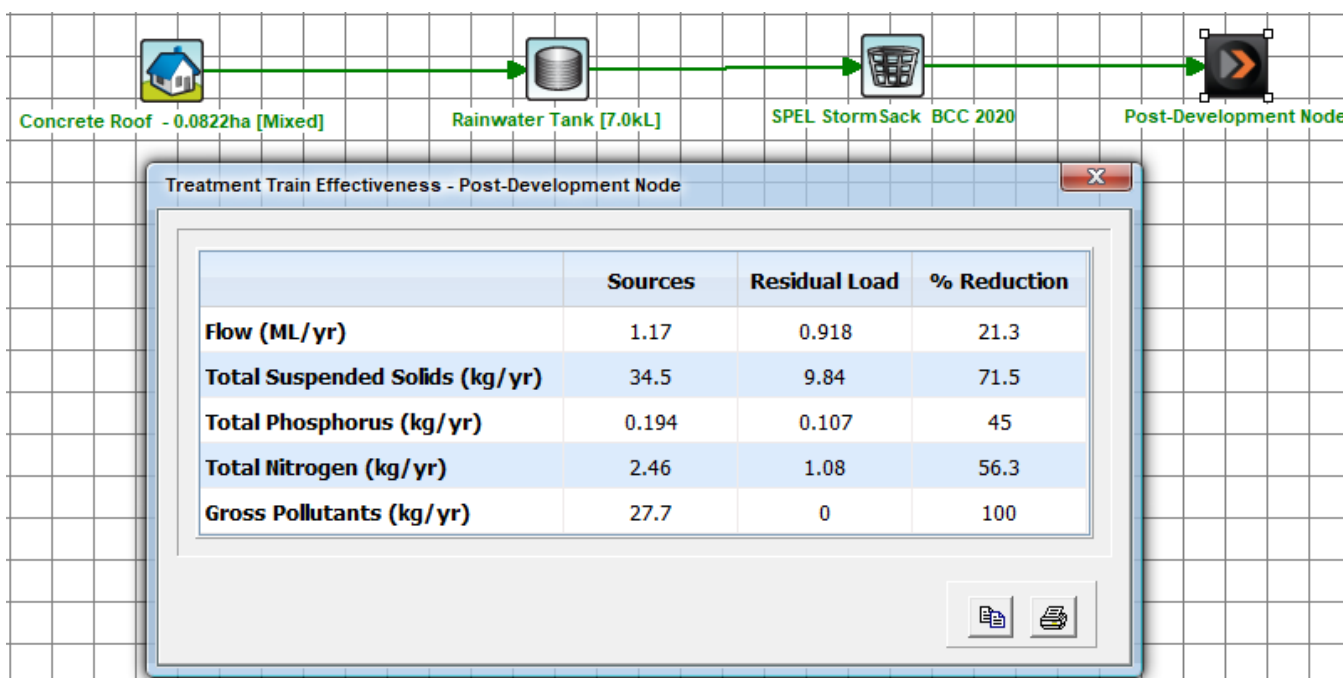 Concrete Roof - 0.0822ha [Mixed]
Rainwater Tank [7.0kL]
SPEL StormSack BCC 2020
Post-Development Node
Treatment Train Effectiveness - Post-Development Node
Sources Residual Load % Reduction
Flow (ML/yr) 1.17 0.918 21.3
Total Suspended Solids (kg/yr) 34.5 9.84 71.5
Total Phosphorus (kg/yr) 0.194 0.107 45
Total Nitrogen (kg/yr) 2.46 1.08 56.3
Gross Pollutants (kg/yr) 27.7 0 100